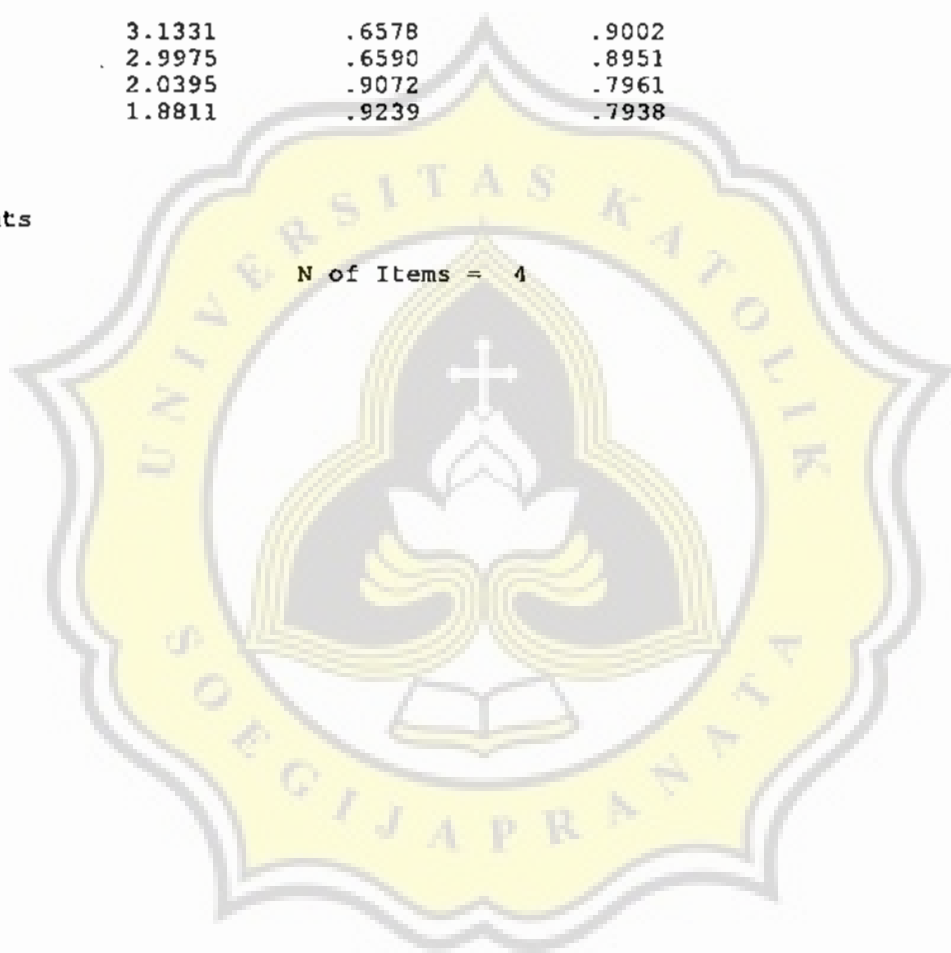 3.1331 .6578 .9002
2.9975 .6590 .8951
2.0395 .9072 .7961
1.8811 .9239 .7938
ts
N of Items = 4
UNIVERSITAS KATOLIK
SOEGIJAPRANATA